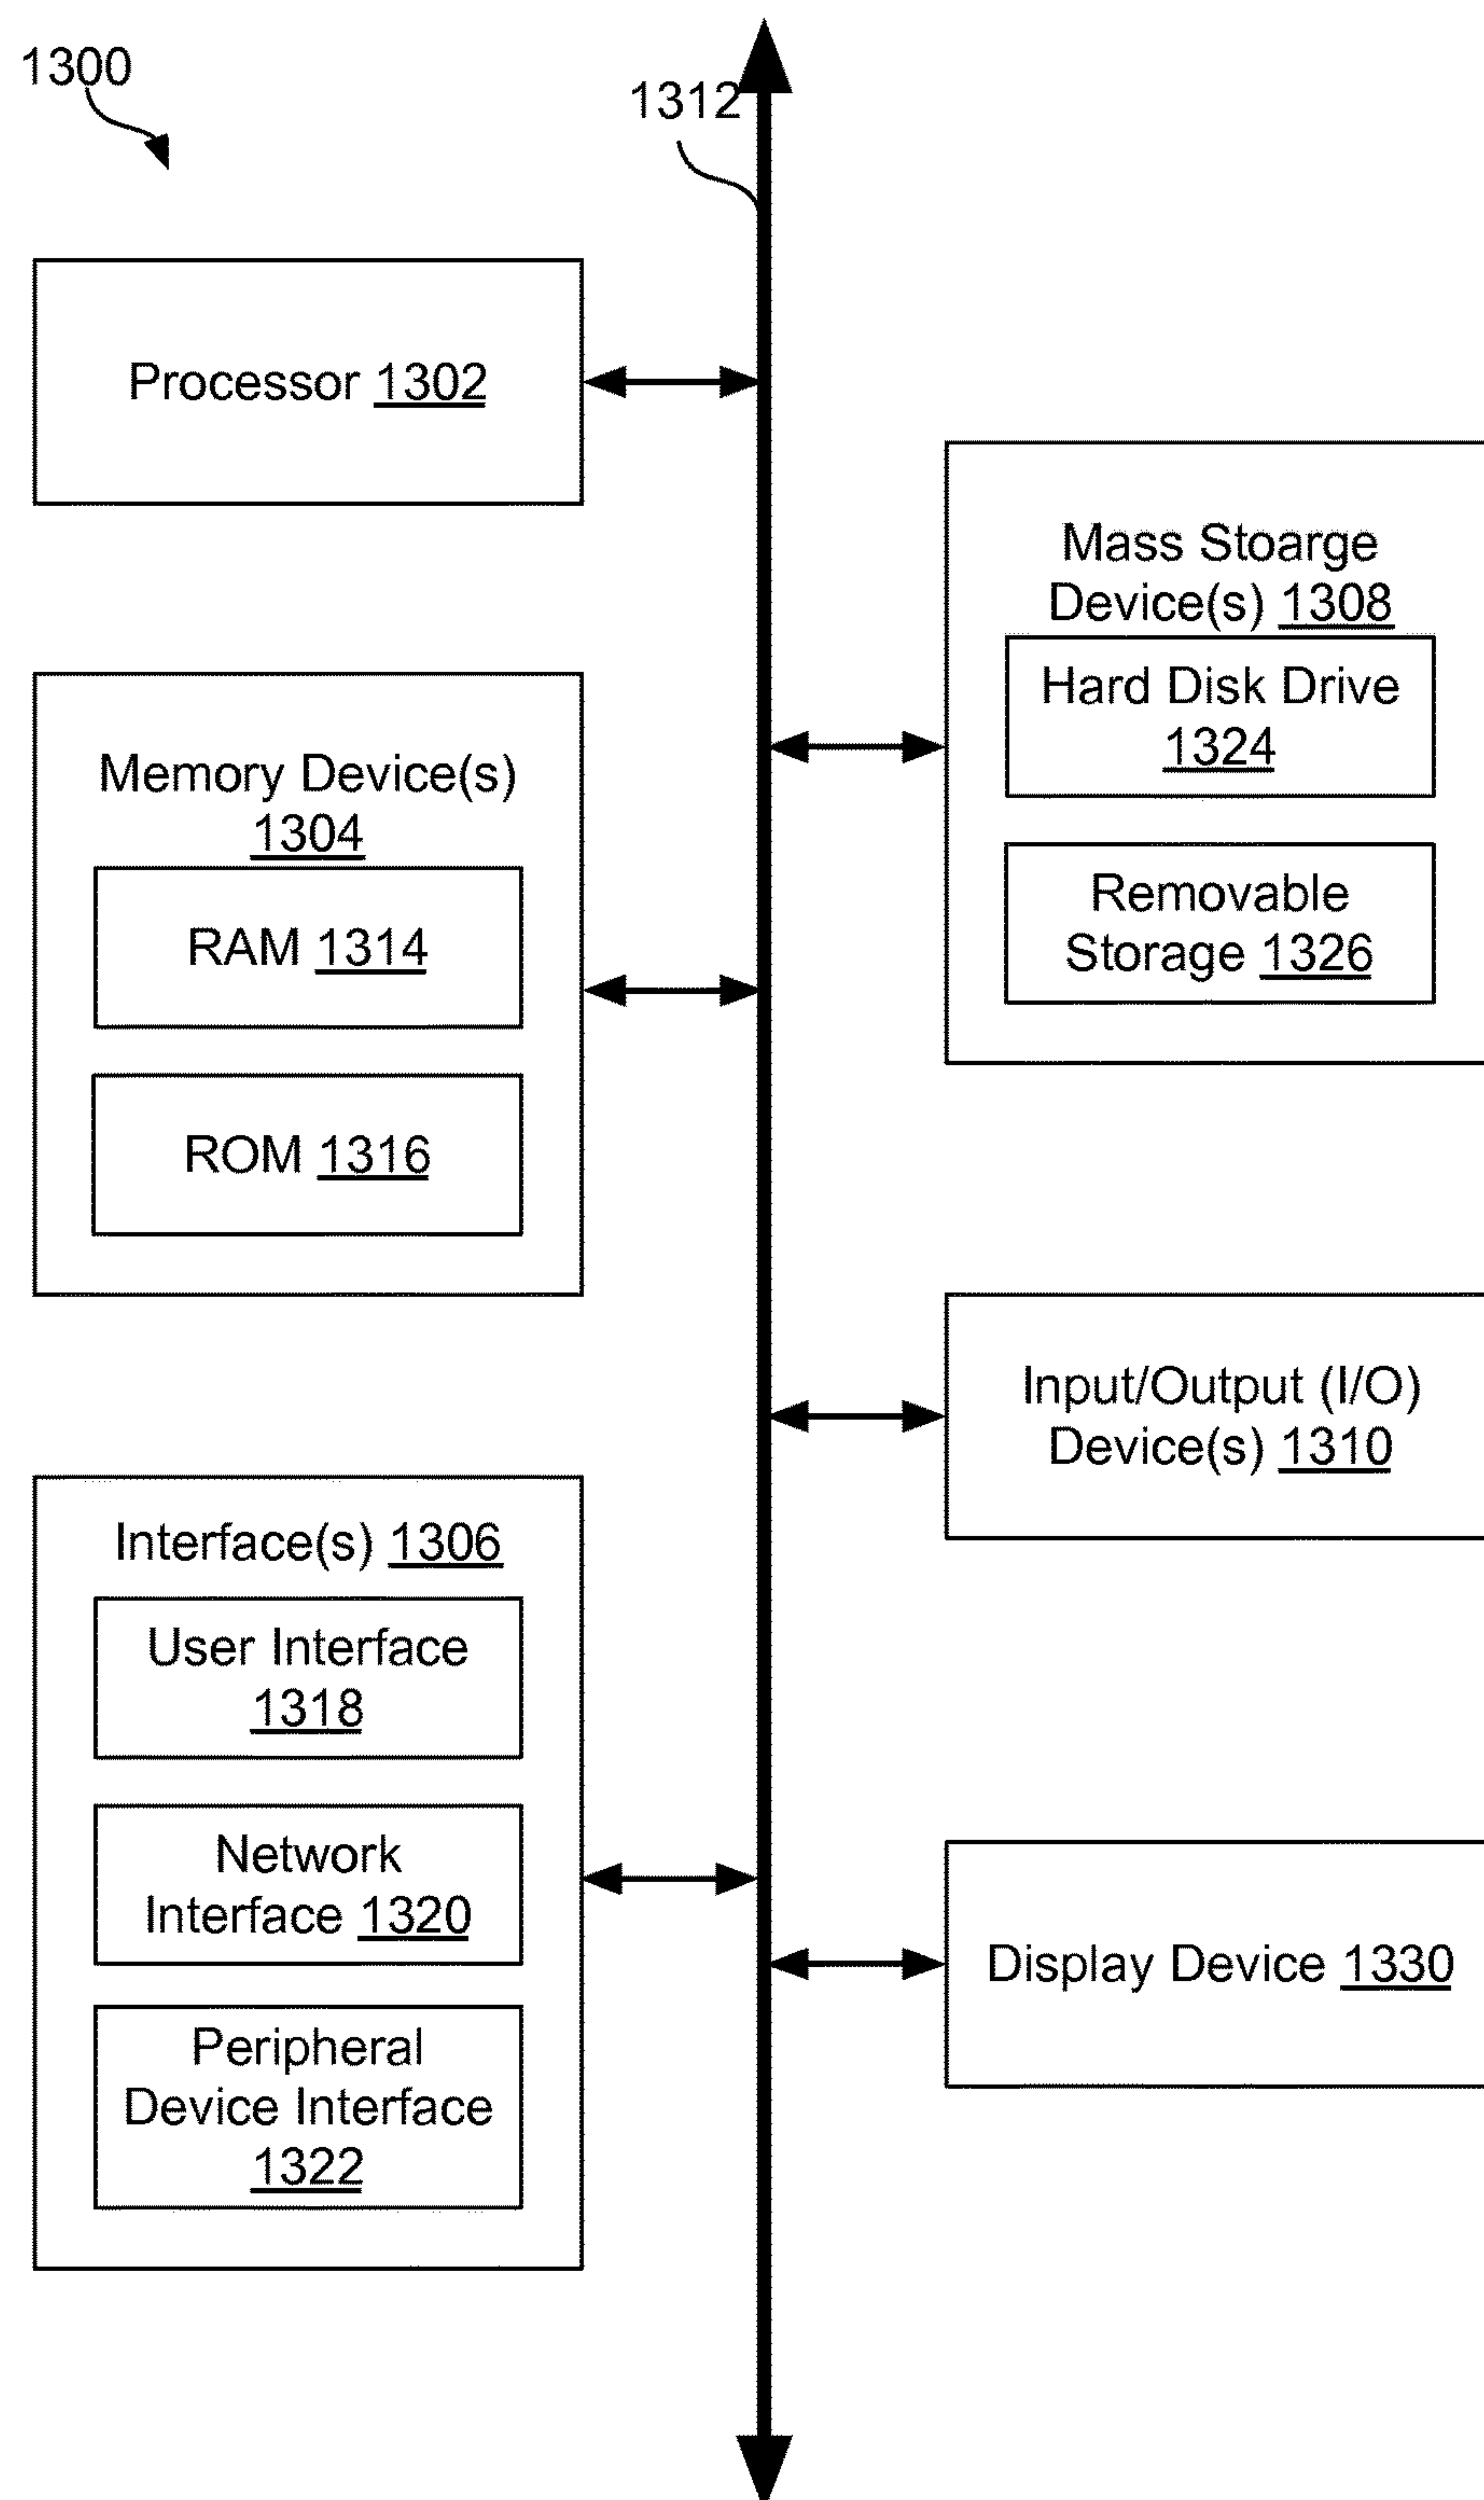 1300
1312
Processor 1302
Mass Stoarge
Device(s) 1308
Hard Disk Drive
1324
Removable
Storage 1326
Memory Device(s)
1304
RAM 1314
ROM 1316
Input/Output (I/O)
Device(s) 1310
Interface(s) 1306
User Interface
1318
Network
Interface 1320
Peripheral
Device Interface
1322
Display Device 1330